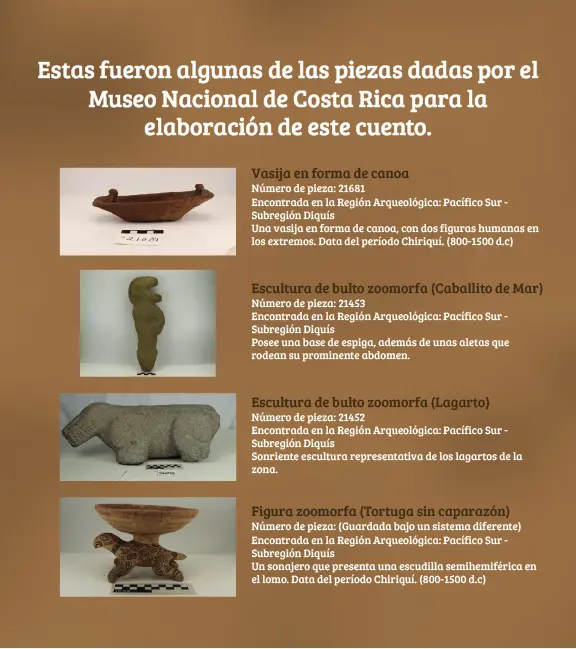 Estas fueron algunas de las piezas dadas por el
Museo Nacional de Costa Rica para la
elaboración de este cuento.
Vasija en forma de canoa
Número de pieza: 21681
Encontrada en la Región Arqueológica: Pacífico Sur -
Subregión Diquís
Una vasija en forma de canoa, con dos figuras humanas en
los extremos. Data del período Chiriquí. (800-1500 d.c)
21681
Escultura de bulto zoomorfa (Caballito de Mar)
Número de pieza: 21453
Encontrada en la Región Arqueológica: Pacífico Sur -
Subregión Diquís
Posee una base de espiga, además de unas aletas que
rodean su prominente abdomen.
Escultura de bulto zoomorfa (Lagarto)
Número de pieza: 21452
Encontrada en la Región Arqueológica: Pacífico Sur -
Subregión Diquís
Sonriente escultura representativa de los lagartos de la
zona.
Figura zoomorfa (Tortuga sin caparazón)
Número de pieza: (Guardada bajo un sistema diferente)
Encontrada en la Región Arqueológica: Pacífico Sur -
Subregión Diquís
Un sonajero que presenta una escudilla semihemiférica en
el lomo. Data del período Chiriquí. (800-1500 d.c)